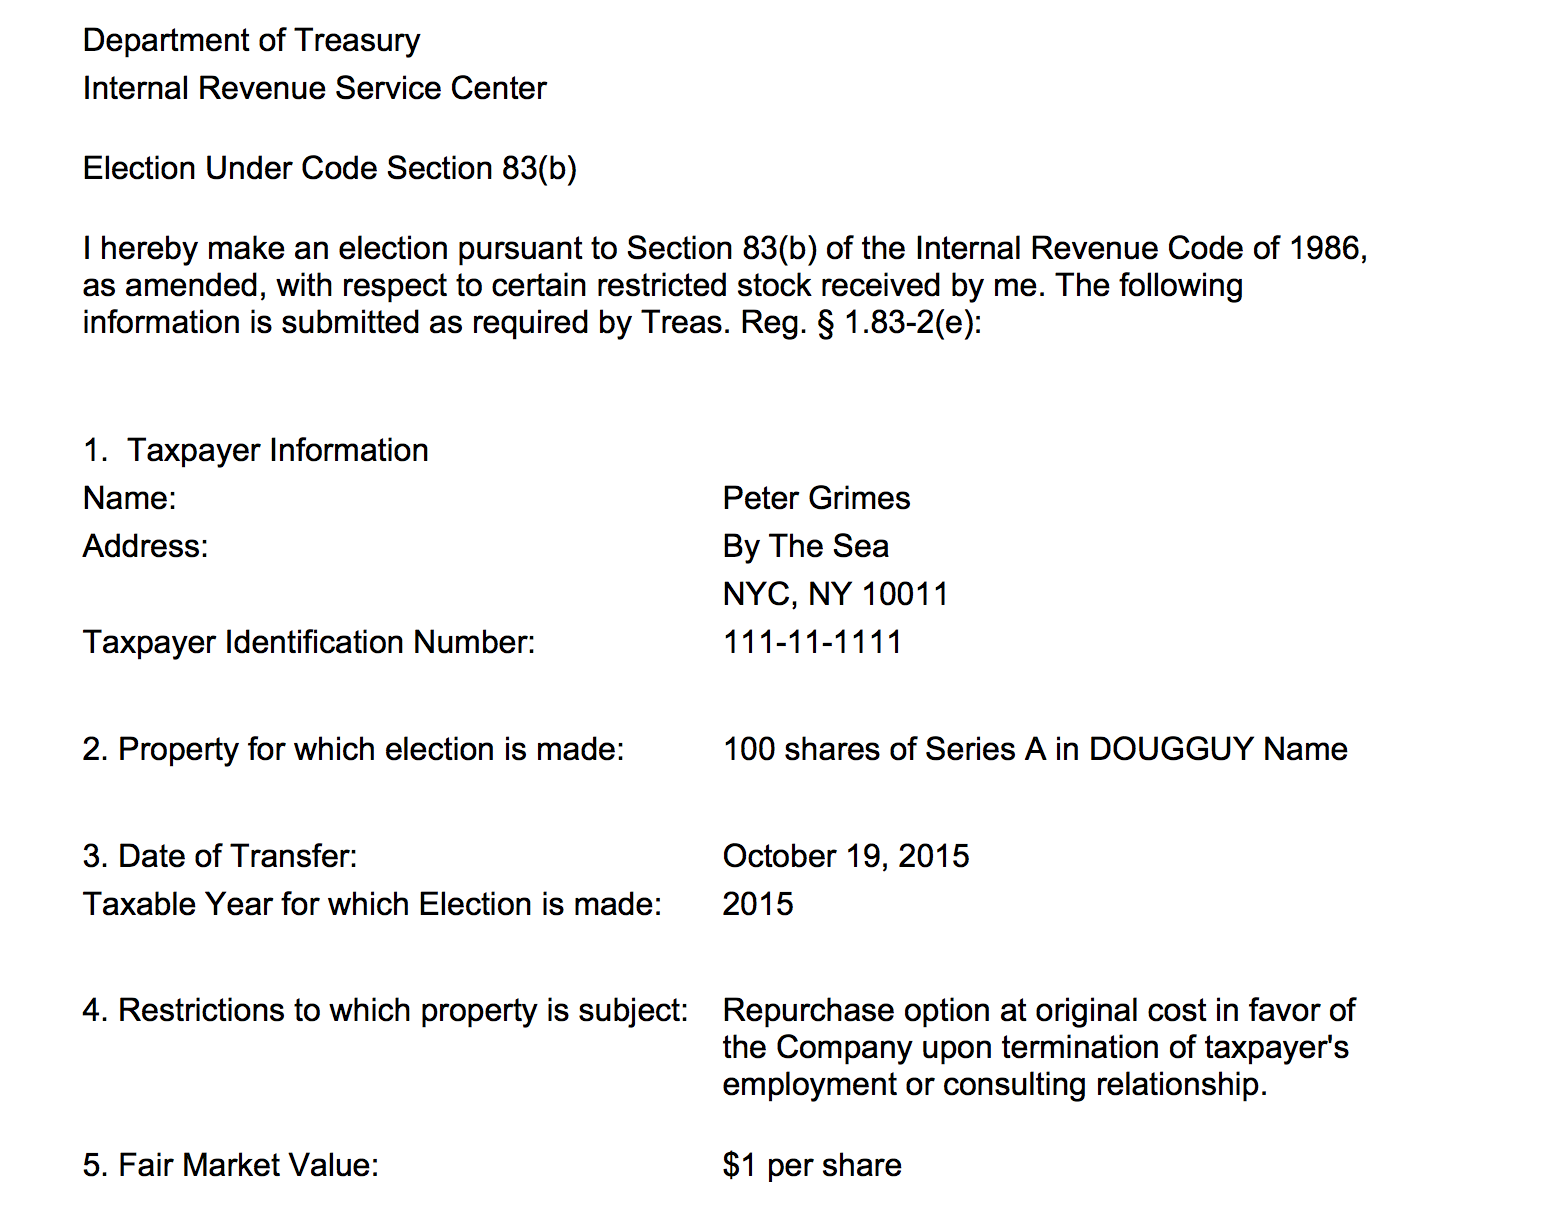 Department of Treasury
Internal Revenue Service Center
Election Under Code Section 83(b)
I hereby make an election pursuant to Section 83(b) of the Internal Revenue Code of 1986,
as amended, with respect to certain restricted stock received by me. The following
information is submitted as required by Treas. Reg. § 1.83-2(e):
1. Taxpayer Information
Name: Peter Grimes
Address: By The Sea
NYC, NY 10011
Taxpayer Identification Number: 111-11-1111
2. Property for which election is made: 100 shares of Series A in DOUGGUY Name
3. Date of Transfer: October 19, 2015
Taxable Year for which Election is made: 2015
4. Restrictions to which property is subject: Repurchase option at original cost in favor of
the Company upon termination of taxpayer's
employment or consulting relationship.
5. Fair Market Value: $1 per share